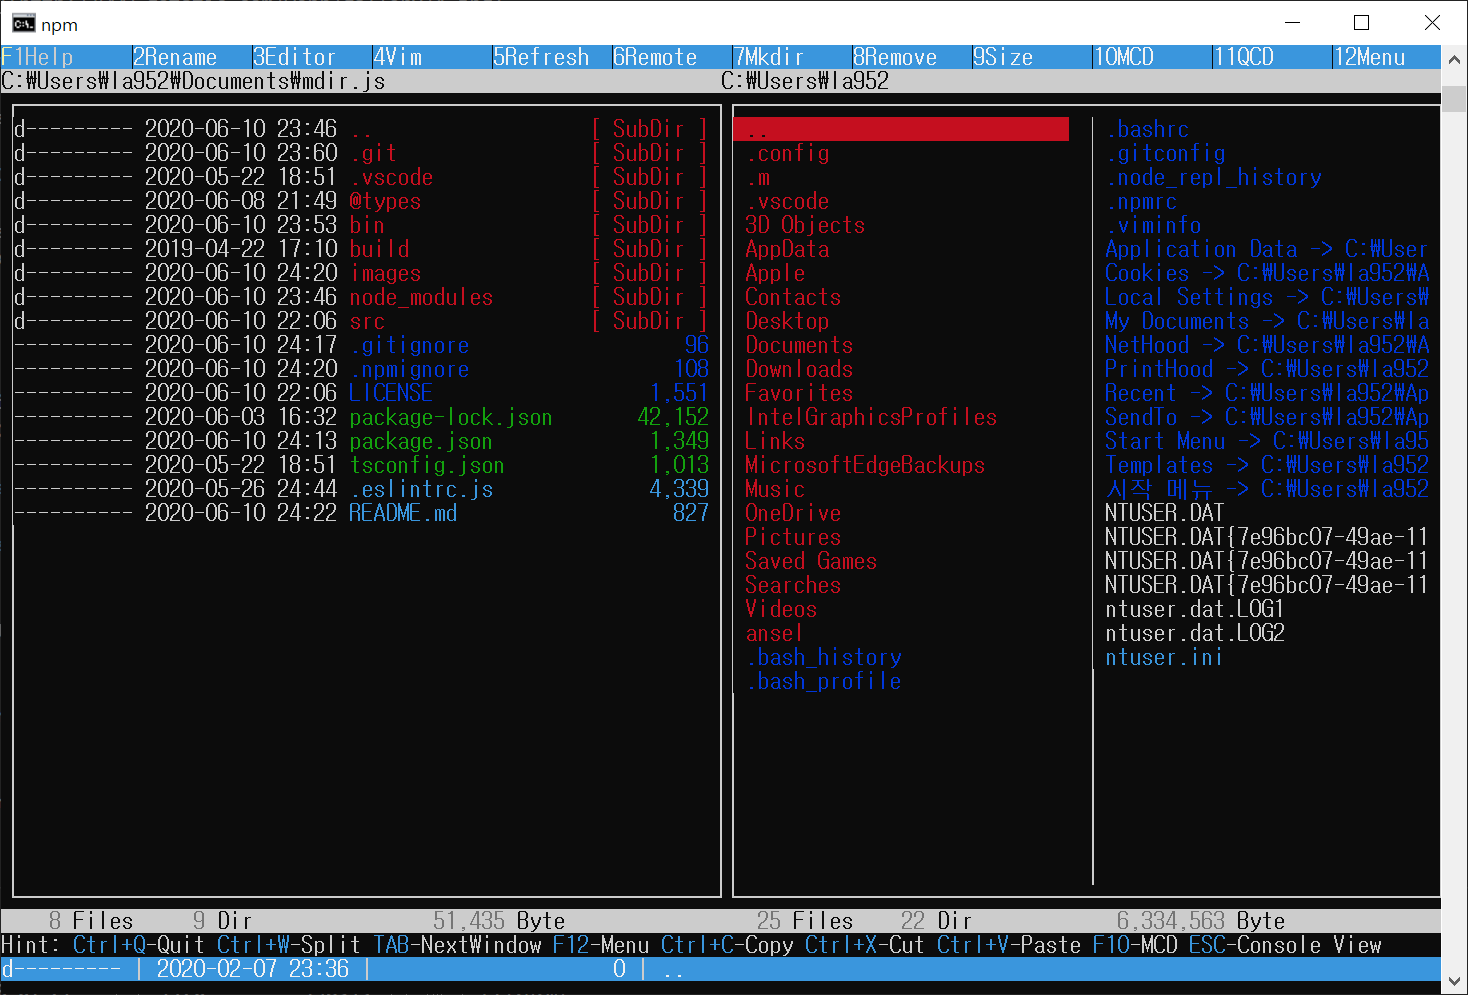 npm
F1Help 2Rename 3Editor 4Vim 5Refresh 6Remote 7Mkdir 8Remove 9Size 10MCD 11QCD 12Menu
C:₩Users₩la952₩Documents₩mdir.js C:₩Users₩la952
d--------- 2020-06-10 23:46 .. [ SubDir ]
d--------- 2020-06-10 23:60 .git [ SubDir ]
d--------- 2020-05-22 18:51 .vscode [ SubDir ]
d--------- 2020-06-08 21:49 @types [ SubDir ]
d--------- 2020-06-10 23:53 bin [ SubDir ]
d--------- 2019-04-22 17:10 build [ SubDir ]
d--------- 2020-06-10 24:20 images [ SubDir ]
d--------- 2020-06-10 23:46 node_modules [ SubDir ]
d--------- 2020-06-10 22:06 src [ SubDir ]
---------- 2020-06-10 24:17 .gitignore 96
---------- 2020-06-10 24:20 .npmignore 108
---------- 2020-06-10 22:06 LICENSE 1,551
---------- 2020-06-03 16:32 package-lock.json 42,152
---------- 2020-06-10 24:13 package.json 1,349
---------- 2020-05-22 18:51 tsconfig.json 1,013
---------- 2020-05-26 24:44 .eslintrc.js 4,339
---------- 2020-06-10 24:22 README.md 827
..
.config
.m
.vscode
3D Objects
AppData
Apple
Contacts
Desktop
Documents
Downloads
Favorites
IntelGraphicsProfiles
Links
MicrosoftEdgeBackups
Music
OneDrive
Pictures
Saved Games
Searches
Videos
ansel
.bash_history
.bash_profile
.bashrc
.gitconfig
.node_repl_history
.npmrc
.viminfo
Application Data -> C:₩User
Cookies -> C:₩Users₩la952₩A
Local Settings -> C:₩Users₩
My Documents -> C:₩Users₩la
NetHood -> C:₩Users₩la952₩A
PrintHood -> C:₩Users₩la952
Recent -> C:₩Users₩la952₩Ap
SendTo -> C:₩Users₩la952₩Ap
Start Menu -> C:₩Users₩la95
Templates -> C:₩Users₩la952
시작 메뉴 -> C:₩Users₩la952
NTUSER.DAT
NTUSER.DAT{7e96bc07-49ae-11
NTUSER.DAT{7e96bc07-49ae-11
NTUSER.DAT{7e96bc07-49ae-11
ntuser.dat.LOG1
ntuser.dat.LOG2
ntuser.ini
8 Files 9 Dir 51,435 Byte 25 Files 22 Dir 6,334,563 Byte
Hint: Ctrl+Q-Quit Ctrl+W-Split TAB-NextWindow F12-Menu Ctrl+C-Copy Ctrl+X-Cut Ctrl+V-Paste F10-MCD ESC-Console View
d--------- | 2020-02-07 23:36 | 0 | ..